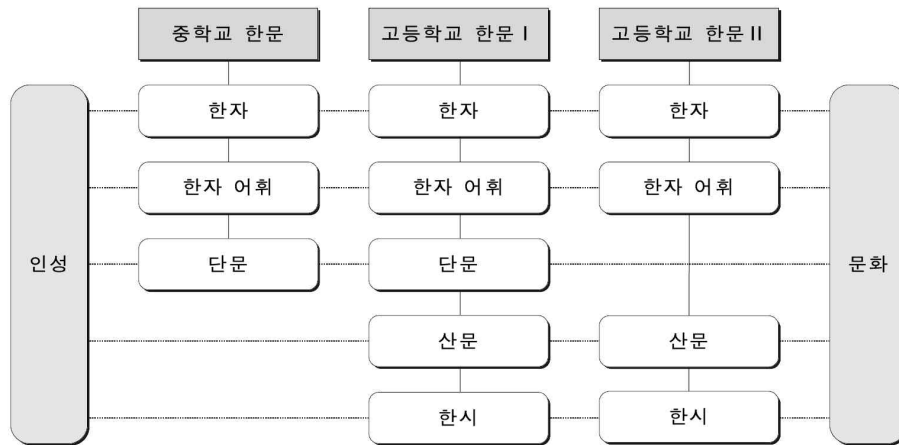 중학교 한문 고등학교 한문 I 고등학교 한문 II
한자 한자 한자
한자 어휘 한자 어휘 한자 어휘
인성 단문 단문 문화
산문 산문
한시 한시